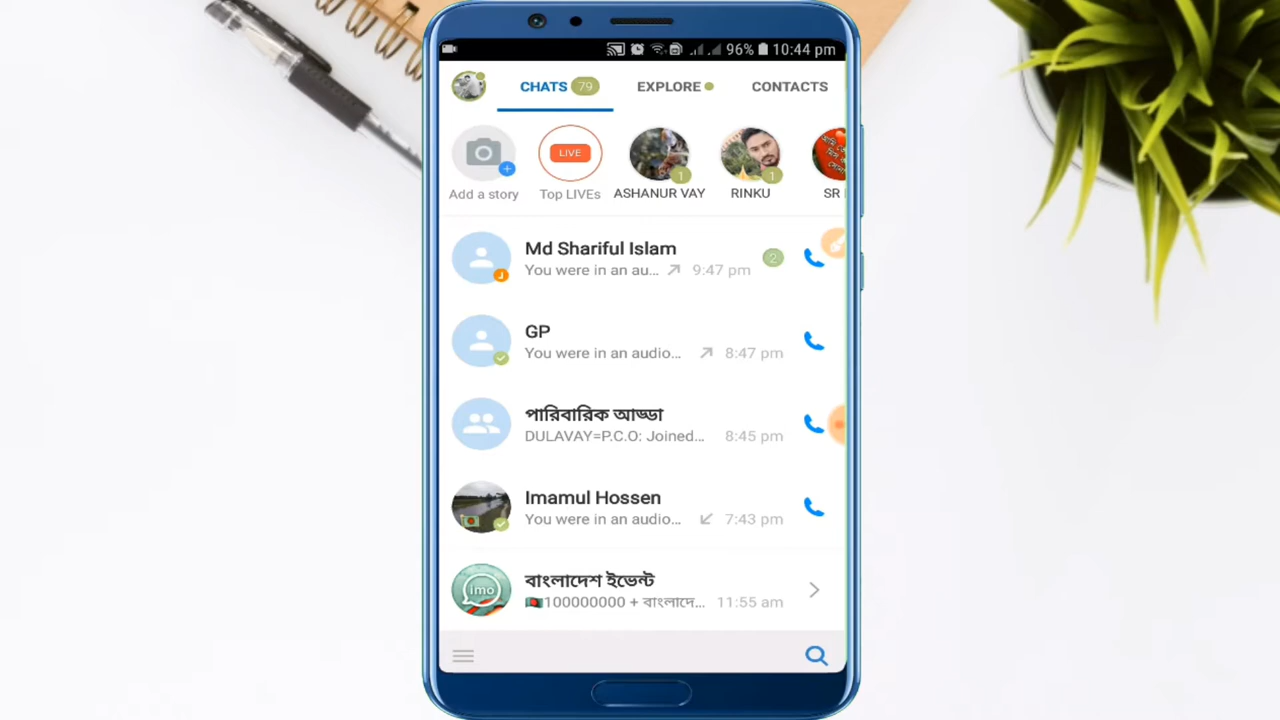 96% 10:44 pm
CHATS 79 EXPLORE CONTACTS
LIVE
1 1
Add a story Top LIVEs ASHANUR VAY RINKU SR
Md Shariful Islam
You were in an au... 9:47 pm 2
GP
You were in an audio... 8:47 pm
পারিবারিক আড্ডা
DULAVAY=P.C.O: Joined... 8:45 pm
Imamul Hossen
You were in an audio... 7:43 pm
বাংলাদেশ ইভেন্ট
imo
🇧🇩100000000 + বাংলাদে... 11:55 am